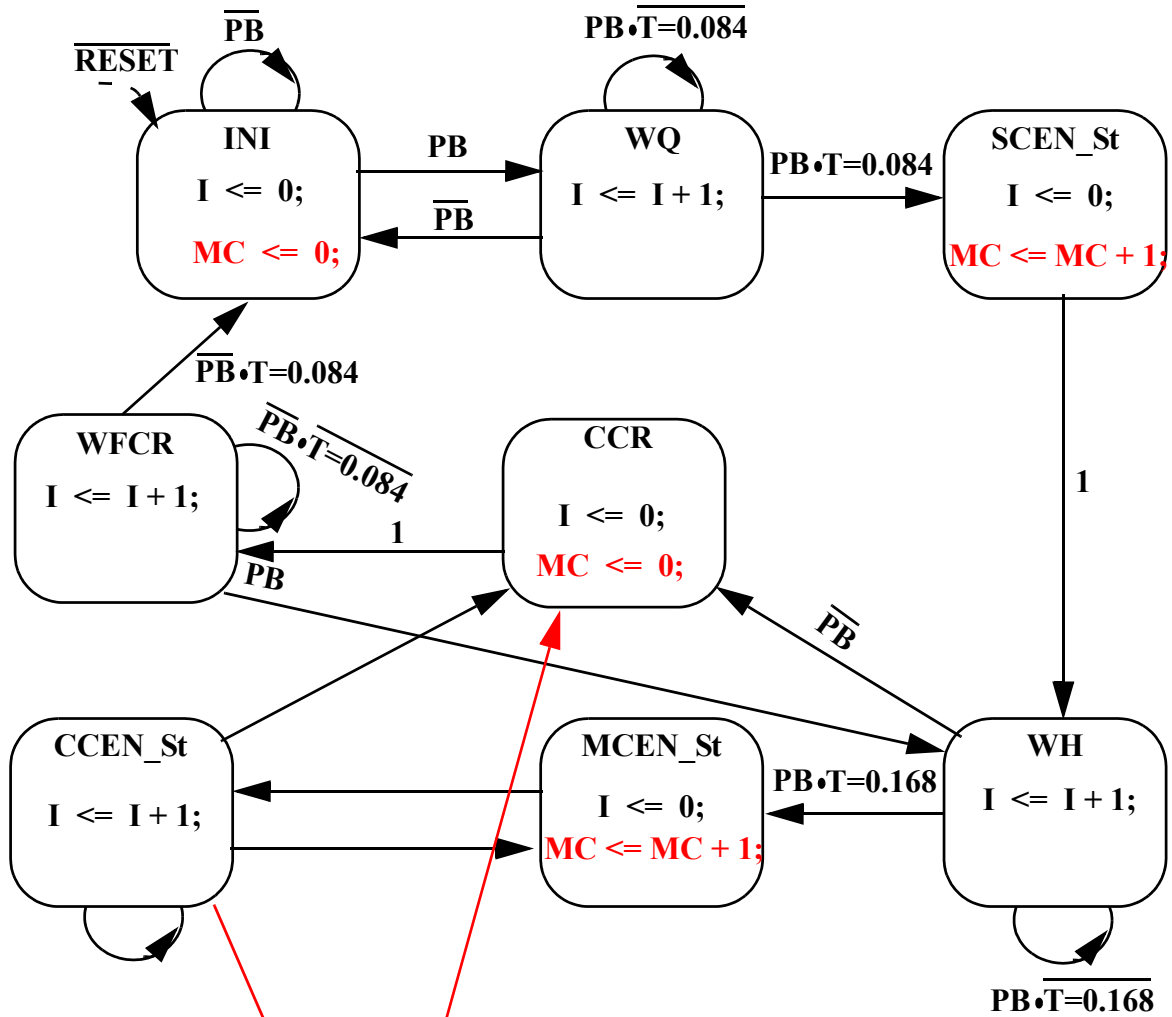 PB
PB•T=0.084
RESET
INI
I <= 0;
MC <= 0;
PB
PB
WQ
I <= I + 1;
PB•T=0.084
SCEN_St
I <= 0;
MC <= MC + 1;
PB•T=0.084
WFCR
I <= I + 1;
PB•T=0.084
CCR
I <= 0;
MC <= 0;
1
1
PB
PB
CCEN_St
I <= I + 1;
MCEN_St
I <= 0;
MC <= MC + 1;
PB•T=0.168
WH
I <= I + 1;
PB•T=0.168